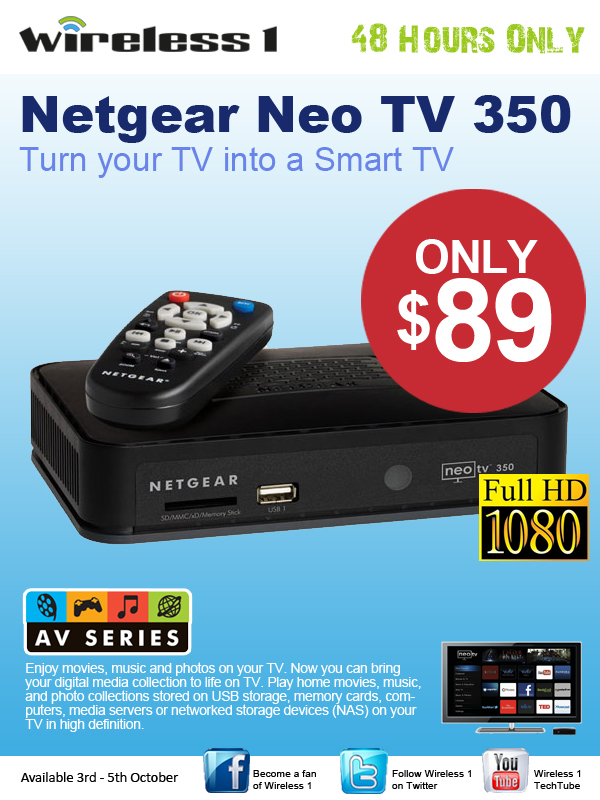 wireless 1
48 HOURS ONLY
Netgear Neo TV 350
Turn your TV into a Smart TV
ONLY
$89
NETGEAR
NETGEAR
neo tv 350
SD/MMC/xD/Memory Stick
USB 1
Full HD
1080
AV SERIES
Enjoy movies, music and photos on your TV. Now you can bring
your digital media collection to life on TV. Play home movies, music,
and photo collections stored on USB storage, memory cards, com-
puters, media servers or networked storage devices (NAS) on your
TV in high definition.
neo tv
YouTube
TED
Available 3rd - 5th October
Become a fan
of Wireless 1
Follow Wireless 1
on Twitter
You
Tube
Wireless 1
TechTube